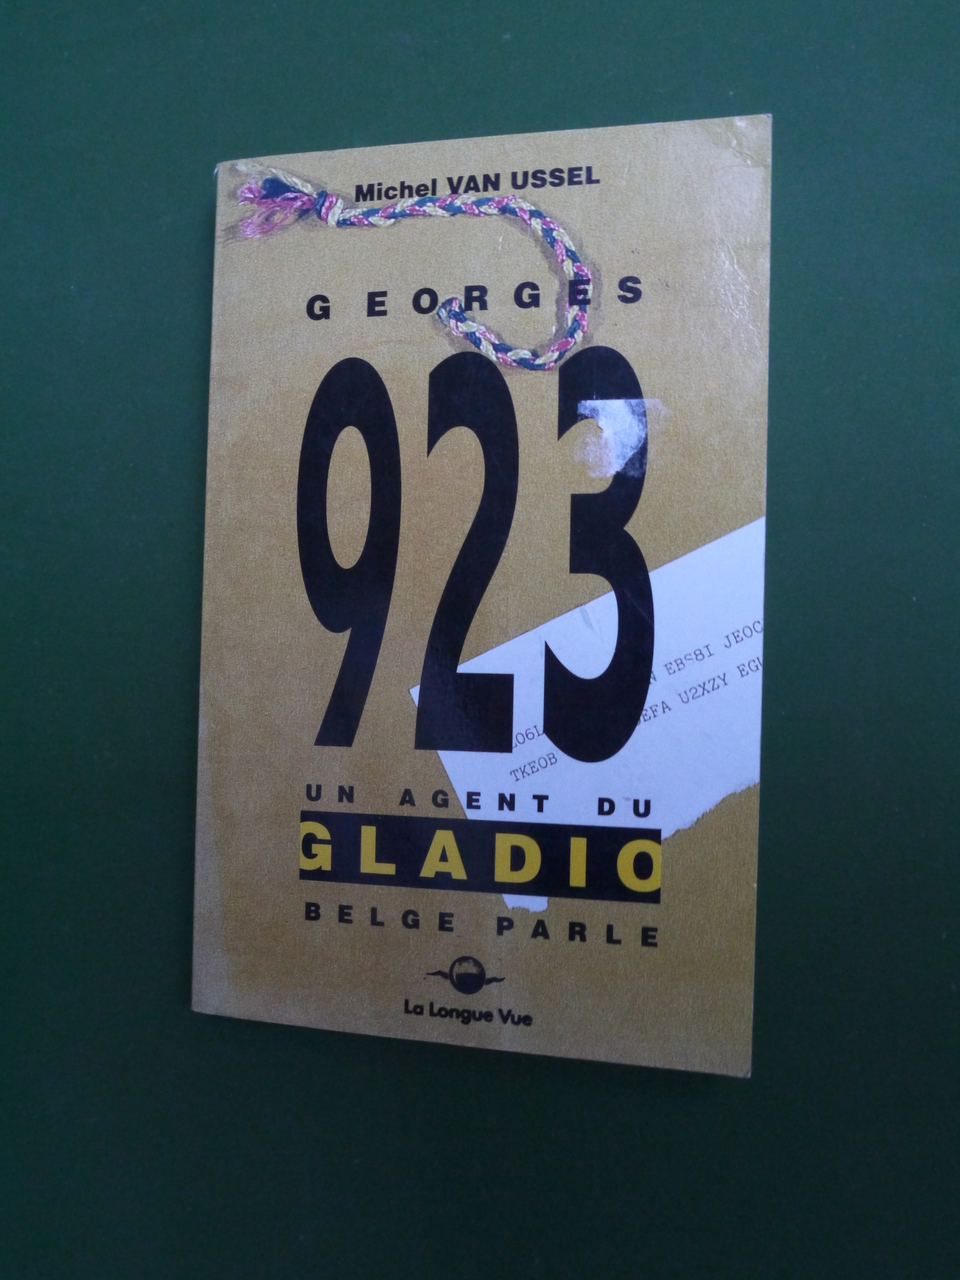 Michel VAN USSEL
GEORGES
923
EBS8I JEOC
EFA U2XZY EGU
TKEOB
UN AGENT DU
GLADIO
BELGE PARLE
La Longue Vue